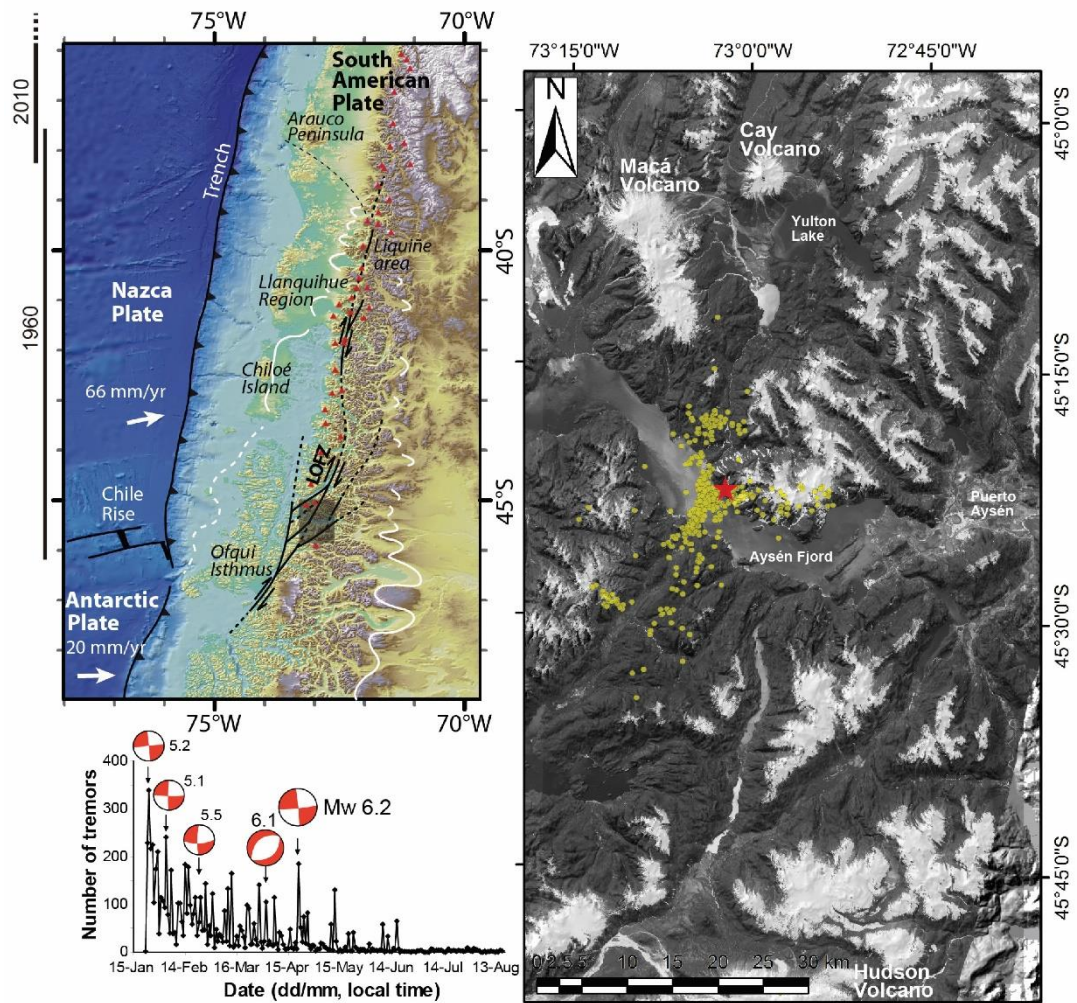 75°W
70°W
2010
1960
South
American
Plate
Arauco
Peninsula
Trench
40°S
Liquiñe
area
Llanquihue
Region
Nazca
Plate
Chiloé
Island
66 mm/yr
LOFZ
Chile
Rise
45°S
Ofqui
Isthmus
Antarctic
Plate
20 mm/yr
75°W
70°W
73°15'0"W
73°0'0"W
72°45'0"W
N
45°0'0"S
Cay
Volcano
Macá
Volcano
Yulton
Lake
45°15'0"S
Puerto
Aysén
Aysén Fjord
45°30'0"S
45°45'0"S
0 2,5 5 10 15 20 25 30 km
Hudson
Volcano
5.2
5.1
5.5
6.1
Mw 6.2
Number of tremors
400
300
200
100
0
15-Jan 14-Feb 16-Mar 15-Apr 15-May 14-Jun 14-Jul 13-Aug
Date (dd/mm, local time)